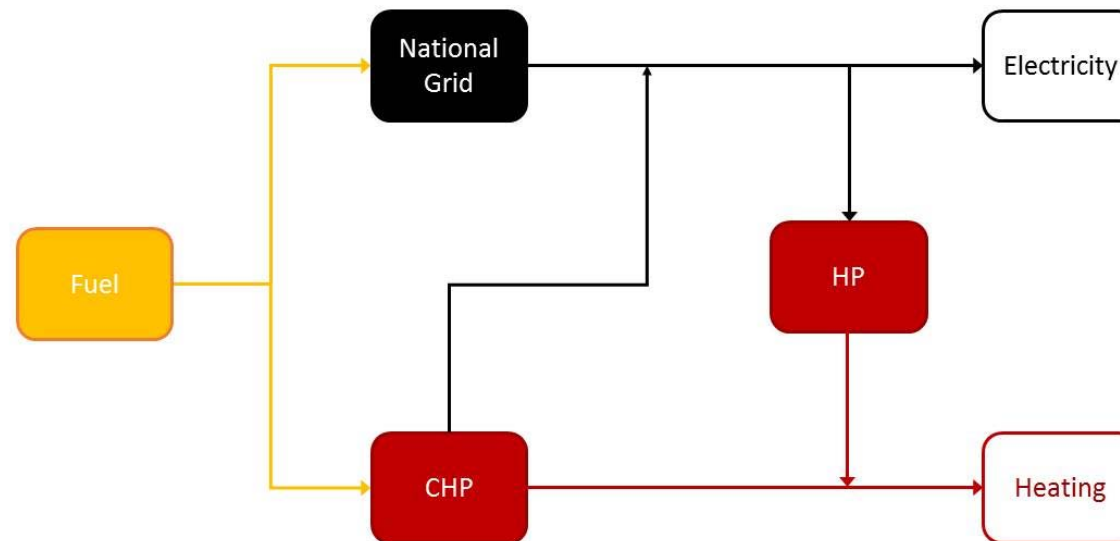 National
Grid
Electricity
Fuel
HP
CHP
Heating